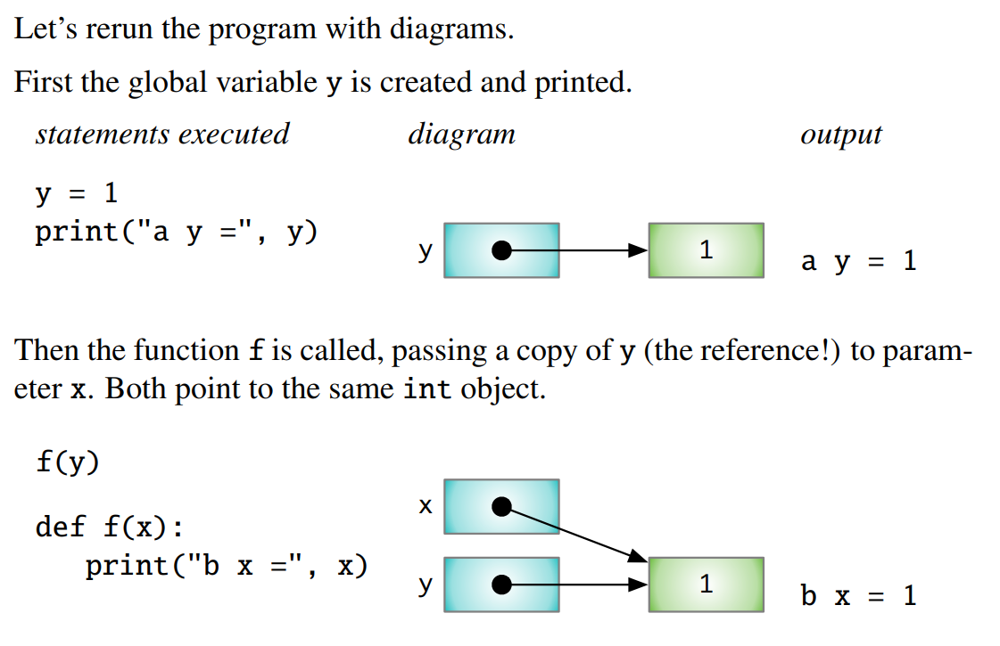 Let’s rerun the program with diagrams.
First the global variable y is created and printed.
statements executed diagram output
y = 1
print("a y =", y)
y 1 a y = 1
Then the function f is called, passing a copy of y (the reference!) to param-
eter x. Both point to the same int object.
f(y)
x
def f(x):
print("b x =", x)
y 1 b x = 1